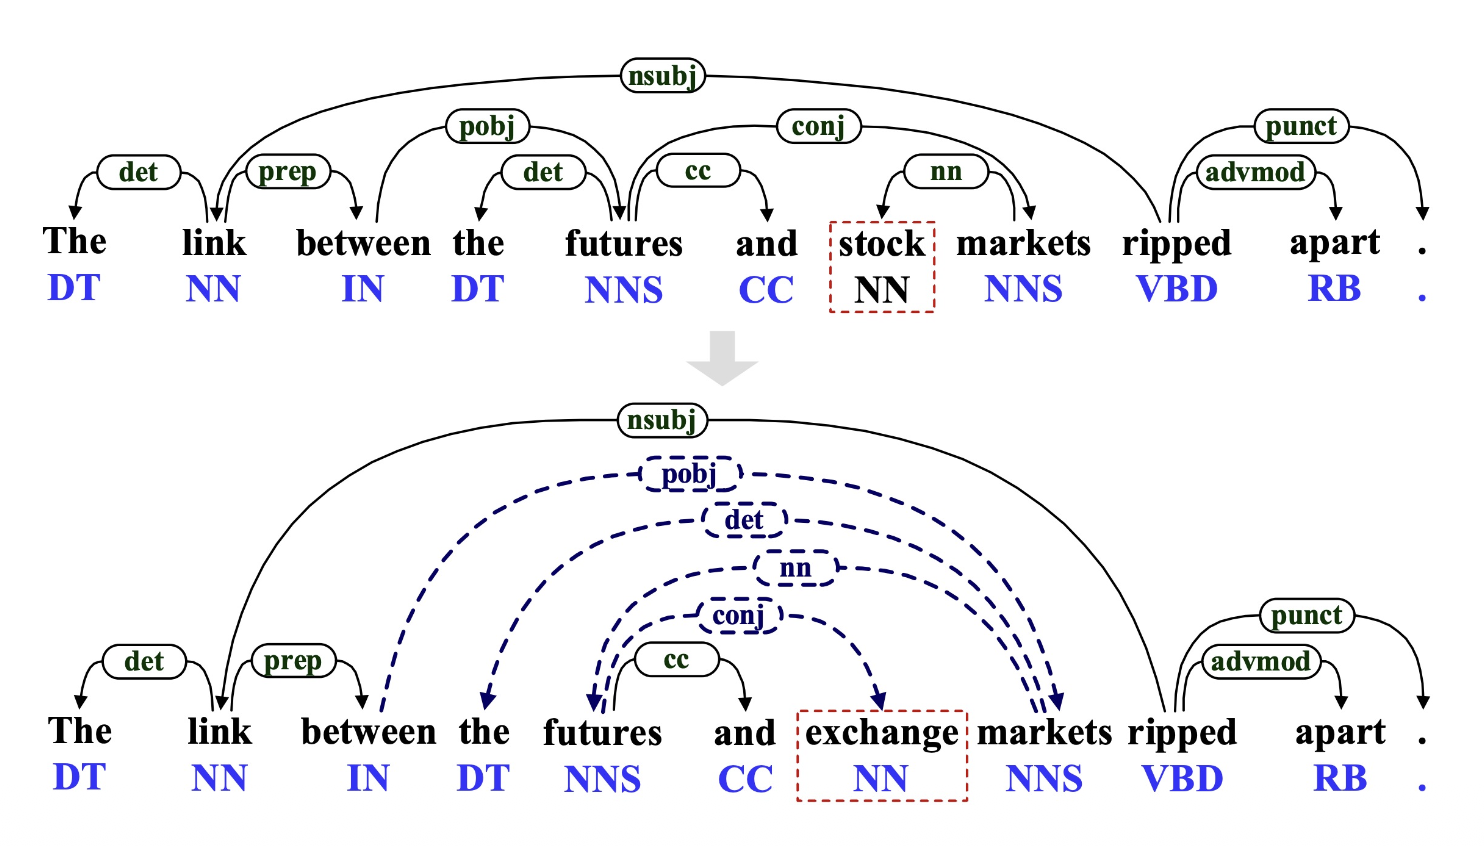 nsubj
pobj conj punct
det prep det cc nn advmod
The link between the futures and stock markets ripped apart .
DT NN IN DT NNS CC NN NNS VBD RB .
nsubj
pobj
det
nn
conj punct
det prep cc advmod
The link between the futures and exchange markets ripped apart .
DT NN IN DT NNS CC NN NNS VBD RB .